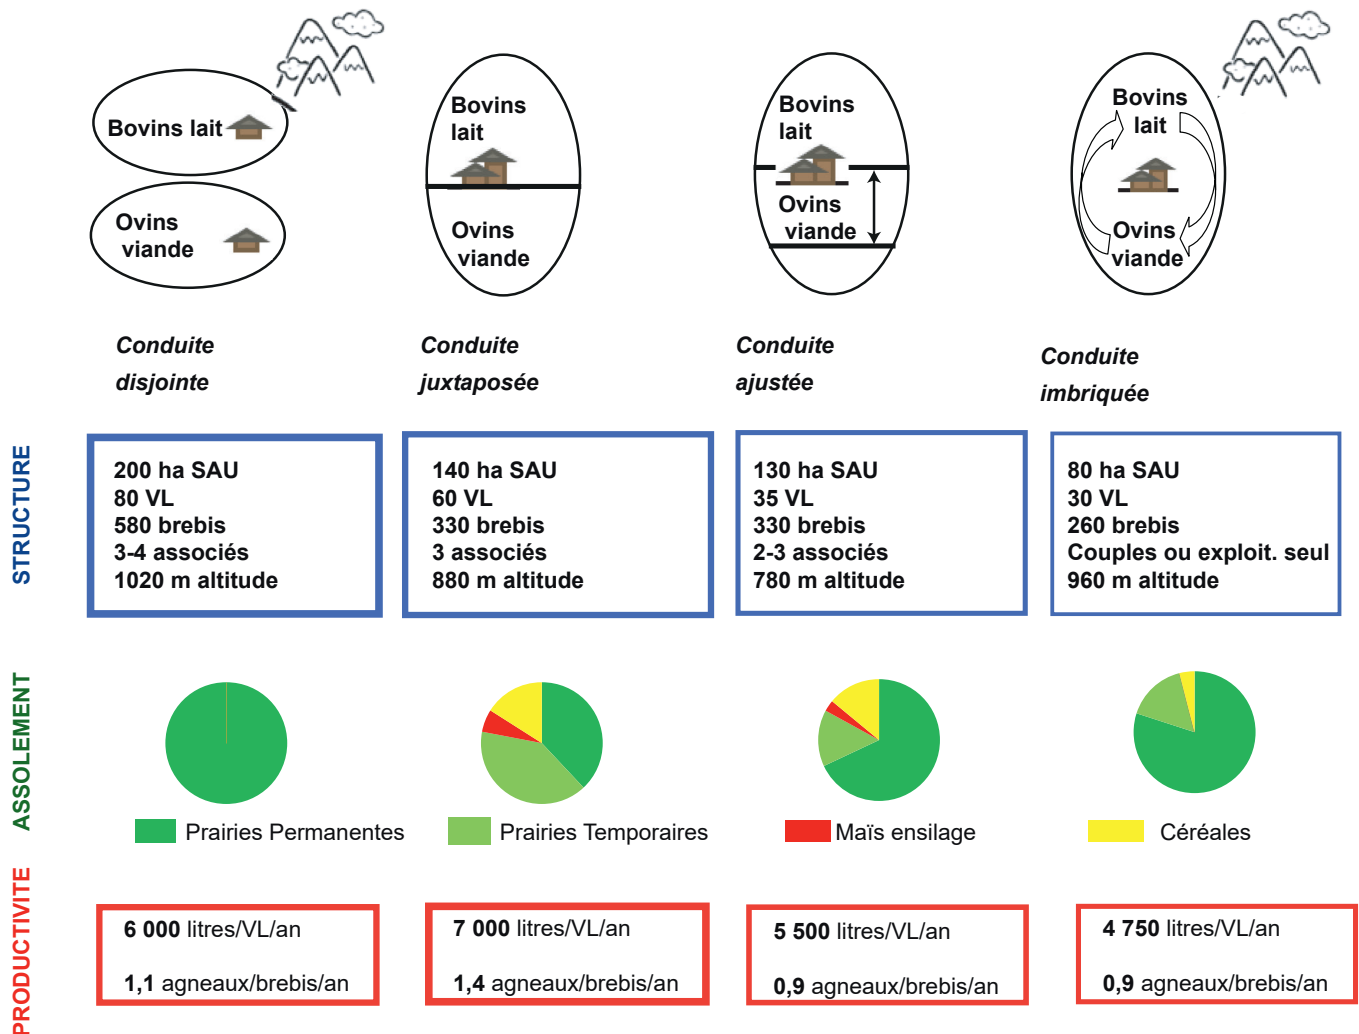 Bovins lait
Ovins
viande
Bovins
lait
Ovins
viande
Bovins
lait
Ovins
viande
Bovins
lait
Ovins
viande
Conduite
disjointe
Conduite
juxtaposée
Conduite
ajustée
Conduite
imbriquée
STRUCTURE
200 ha SAU
80 VL
580 brebis
3-4 associés
1020 m altitude
140 ha SAU
60 VL
330 brebis
3 associés
880 m altitude
130 ha SAU
35 VL
330 brebis
2-3 associés
780 m altitude
80 ha SAU
30 VL
260 brebis
Couples ou exploit. seul
960 m altitude
ASSOLEMENT
Prairies Permanentes
Prairies Temporaires
Maïs ensilage
Céréales
PRODUCTIVITE
6 000 litres/VL/an
1,1 agneaux/brebis/an
7 000 litres/VL/an
1,4 agneaux/brebis/an
5 500 litres/VL/an
0,9 agneaux/brebis/an
4 750 litres/VL/an
0,9 agneaux/brebis/an